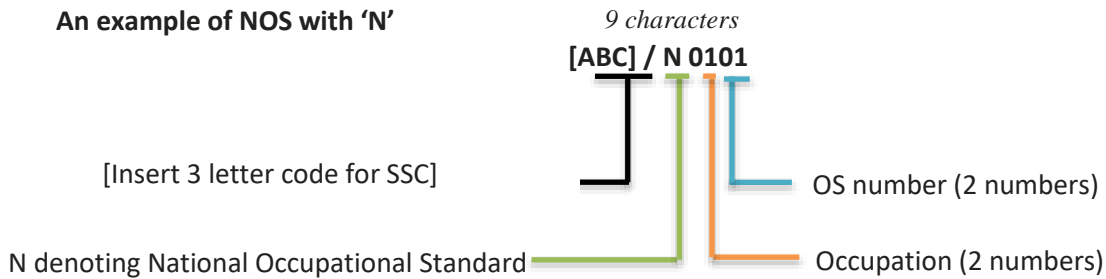 An example of NOS with ‘N’
9 characters
[ABC] / N 0101
[Insert 3 letter code for SSC]
OS number (2 numbers)
N denoting National Occupational Standard
Occupation (2 numbers)